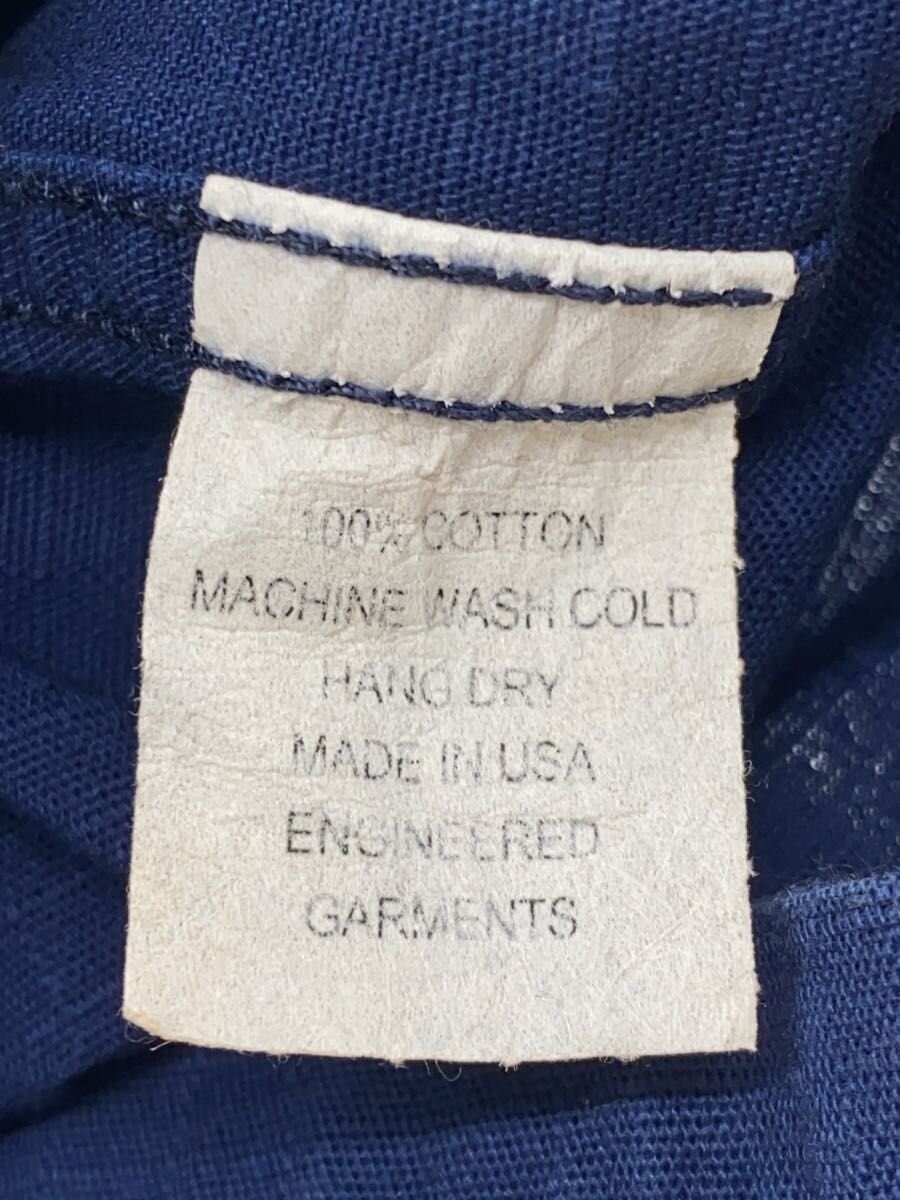 100% COTTON
MACHINE WASH COLD
HANG DRY
MADE IN USA
ENGINEERED
GARMENTS